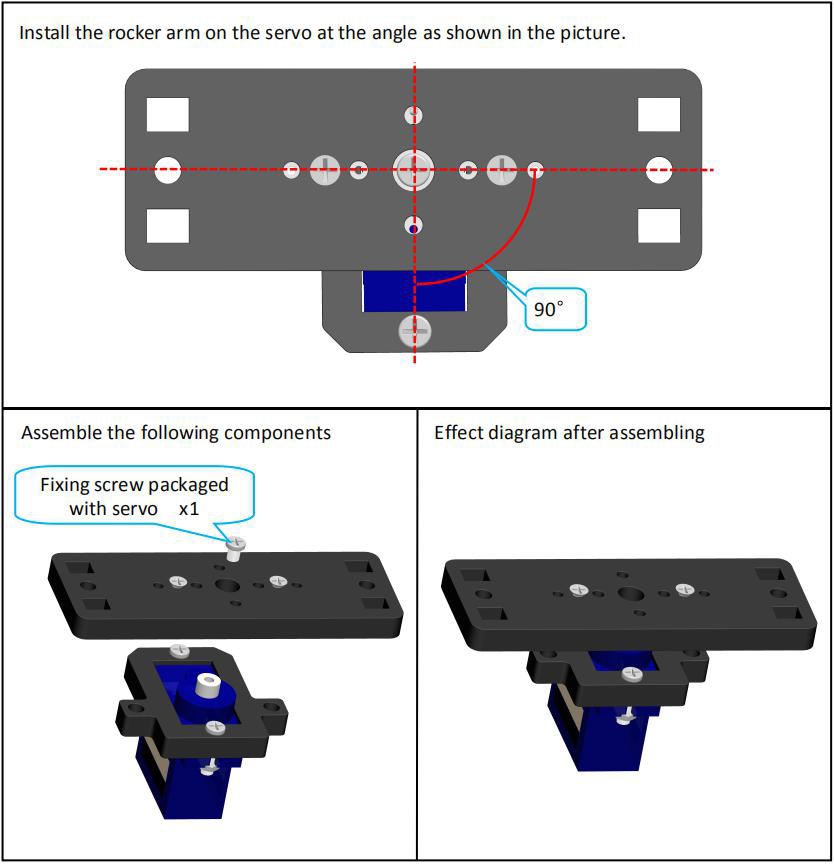 Install the rocker arm on the servo at the angle as shown in the picture.
90°
Assemble the following components
Fixing screw packaged
with servo x1
Effect diagram after assembling